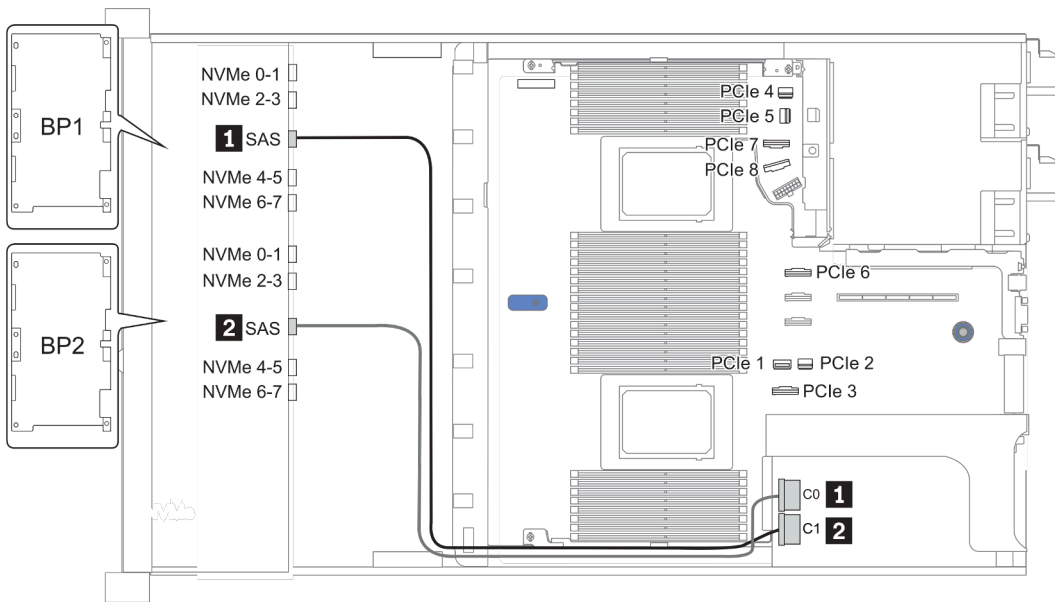 BP1
BP2
NVMe 0-1
NVMe 2-3
1 SAS
NVMe 4-5
NVMe 6-7
NVMe 0-1
NVMe 2-3
2 SAS
NVMe 4-5
NVMe 6-7
PCIe 4
PCIe 5
PCIe 7
PCIe 8
PCIe 6
PCIe 1
PCIe 2
PCIe 3
C0 1
C1 2